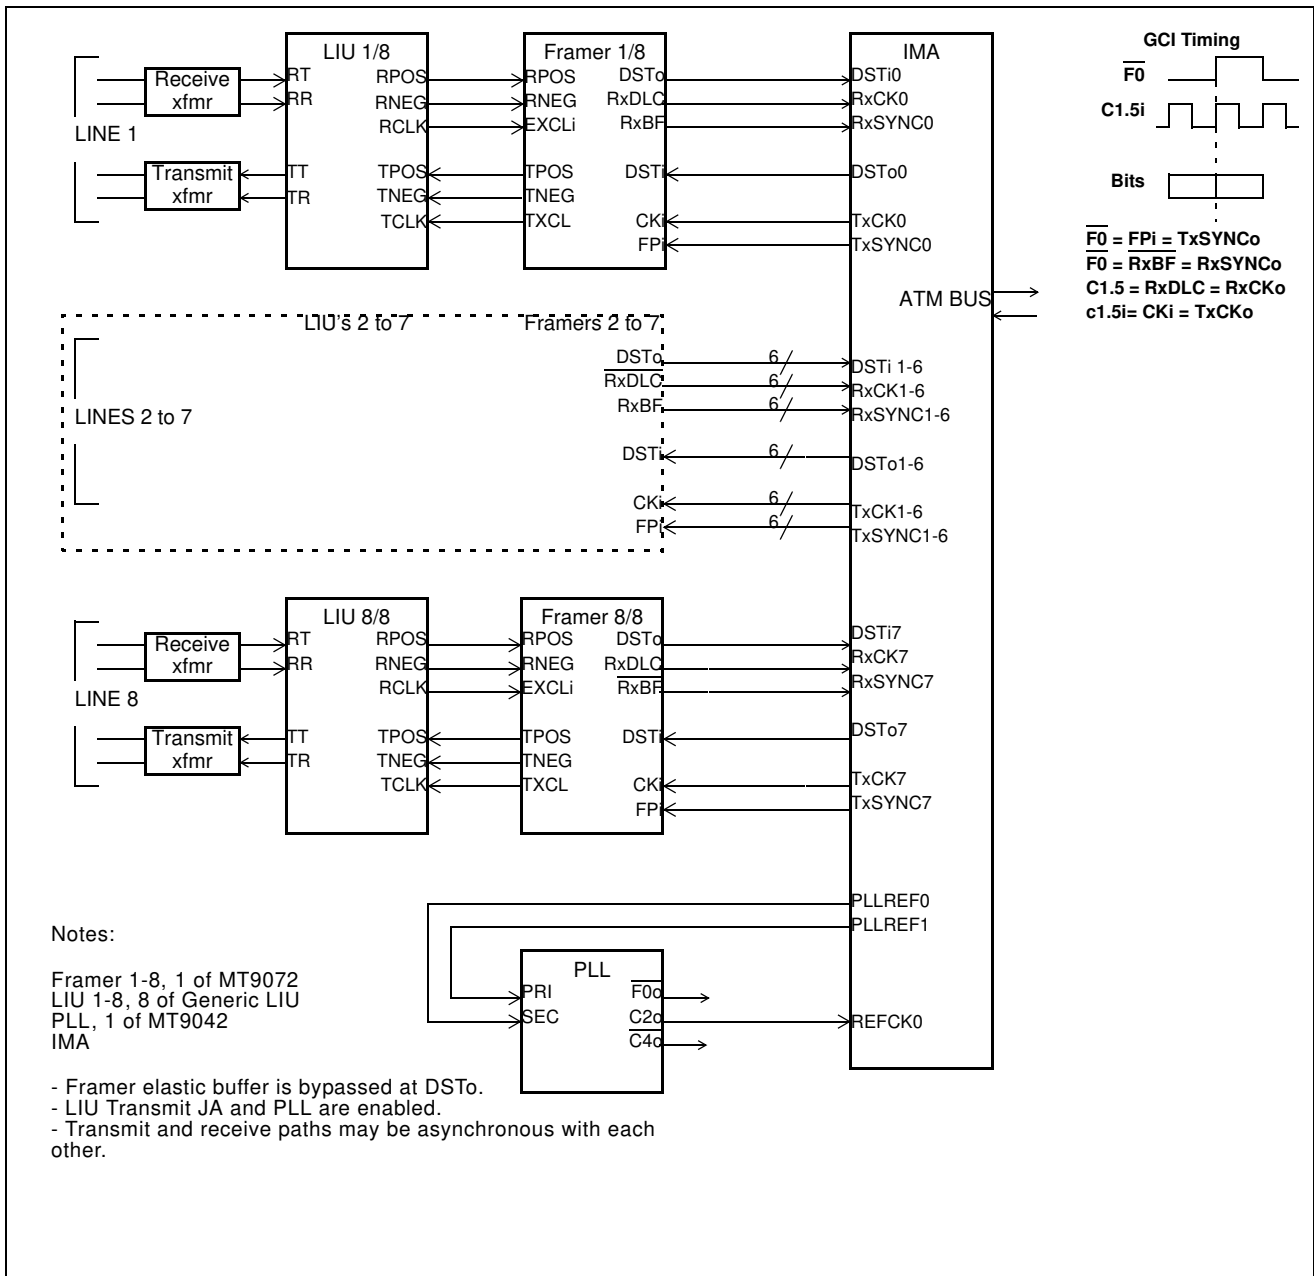 LIU 1/8
Framer 1/8
IMA
GCI Timing
F0
C1.5i
Bits
F0 = FPi = TxSYNCo
F0 = RxBF = RxSYNCo
C1.5 = RxDLC = RxCKo
c1.5i= CKi = TxCKo
LINE 1
Receive
xfmr
Transmit
xfmr
RT
RR
TT
TR
RPOS
RNEG
RCLK
TPOS
TNEG
TCLK
RPOS
RNEG
EXCLi
TPOS
TNEG
TXCL
DSTo
RxDLC
RxBF
DSTi
CKi
FPi
DSTi0
RxCK0
RxSYNC0
DSTo0
TxCK0
TxSYNC0
ATM BUS
LIU's 2 to 7
Framers 2 to 7
LINES 2 to 7
DSTo
RxDLC
RxBF
DSTi
CKi
FPi
6
6
6
6
6
6
DSTi 1-6
RxCK1-6
RxSYNC1-6
DSTo1-6
TxCK1-6
TxSYNC1-6
LIU 8/8
Framer 8/8
LINE 8
Receive
xfmr
Transmit
xfmr
RT
RR
TT
TR
RPOS
RNEG
RCLK
TPOS
TNEG
TCLK
RPOS
RNEG
EXCLi
TPOS
TNEG
TXCL
DSTo
RxDLC
RxBF
DSTi
CKi
FPi
DSTi7
RxCK7
RxSYNC7
DSTo7
TxCK7
TxSYNC7
PLLREF0
PLLREF1
PLL
PRI
SEC
F0o
C2o
C4o
REFCK0
Notes:
Framer 1-8, 1 of MT9072
LIU 1-8, 8 of Generic LIU
PLL, 1 of MT9042
IMA
- Framer elastic buffer is bypassed at DSTo.
- LIU Transmit JA and PLL are enabled.
- Transmit and receive paths may be asynchronous with each
other.